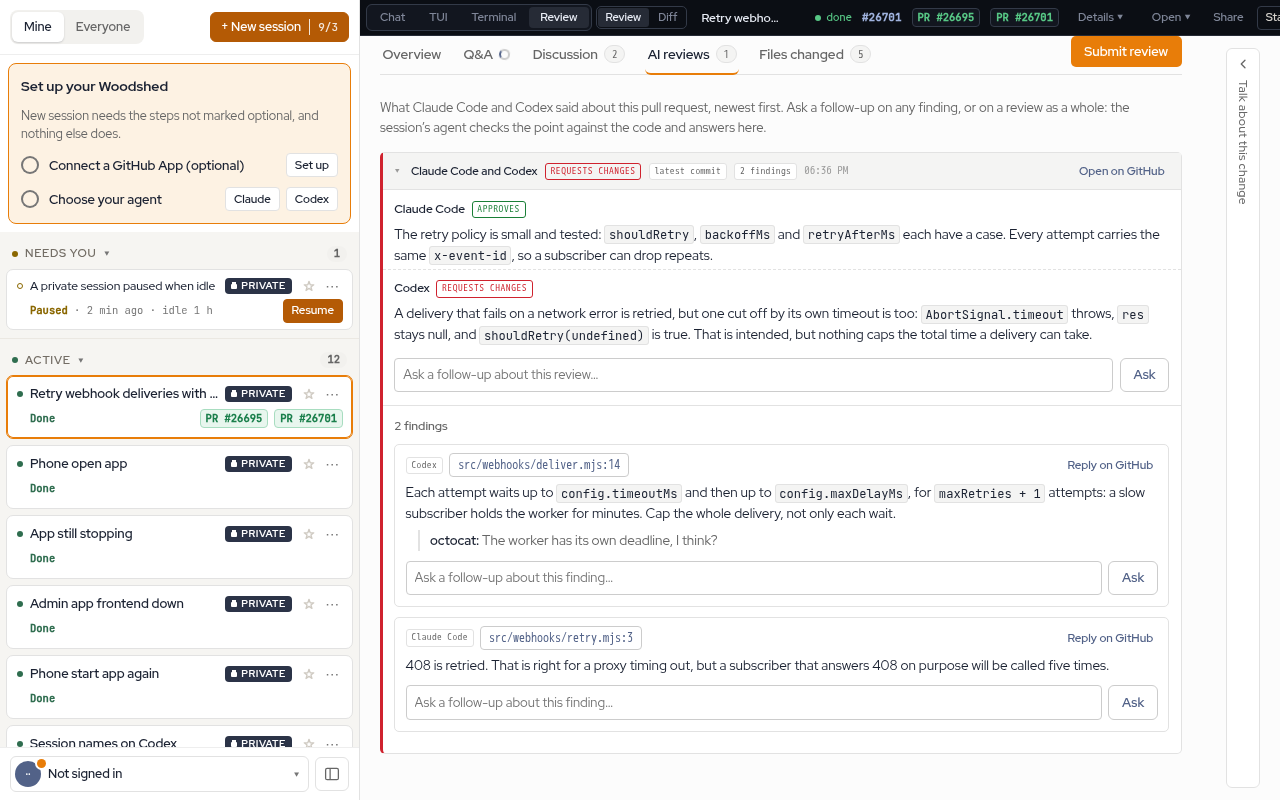 Mine
Everyone
+ New session
9/3
Set up your Woodshed
New session needs the steps not marked optional, and
nothing else does.
Connect a GitHub App (optional)
Set up
Choose your agent
Claude
Codex
NEEDS YOU ▾
1
A private session paused when idle
PRIVATE
Paused · 2 min ago · idle 1 h
Resume
ACTIVE ▾
12
Retry webhook deliveries with ...
PRIVATE
Done
PR #26695
PR #26701
Phone open app
PRIVATE
Done
App still stopping
PRIVATE
Done
Admin app frontend down
PRIVATE
Done
Phone start app again
PRIVATE
Done
Session names on Codex
PRIVATE
Not signed in
Chat
TUI
Terminal
Review
Review
Diff
Retry webho...
done
#26701
PR #26695
PR #26701
Details ▾
Open ▾
Share
Sta
Overview
Q&A
Discussion 2
AI reviews 1
Files changed 5
Submit review
What Claude Code and Codex said about this pull request, newest first. Ask a follow-up on any finding, or on a review as a whole: the
session's agent checks the point against the code and answers here.
Claude Code and Codex
REQUESTS CHANGES
latest commit
2 findings
06:36 PM
Open on GitHub
Claude Code
APPROVES
The retry policy is small and tested: shouldRetry, backoffMs and retryAfterMs each have a case. Every attempt carries the
same x-event-id, so a subscriber can drop repeats.
Codex
REQUESTS CHANGES
A delivery that fails on a network error is retried, but one cut off by its own timeout is too: AbortSignal.timeout throws, res
stays null, and shouldRetry(undefined) is true. That is intended, but nothing caps the total time a delivery can take.
Ask a follow-up about this review...
Ask
2 findings
Codex
src/webhooks/deliver.mjs:14
Reply on GitHub
Each attempt waits up to config.timeoutMs and then up to config.maxDelayMs, for maxRetries + 1 attempts: a slow
subscriber holds the worker for minutes. Cap the whole delivery, not only each wait.
octocat: The worker has its own deadline, I think?
Ask a follow-up about this finding...
Ask
Claude Code
src/webhooks/retry.mjs:3
Reply on GitHub
408 is retried. That is right for a proxy timing out, but a subscriber that answers 408 on purpose will be called five times.
Ask a follow-up about this finding...
Ask
Talk about this change